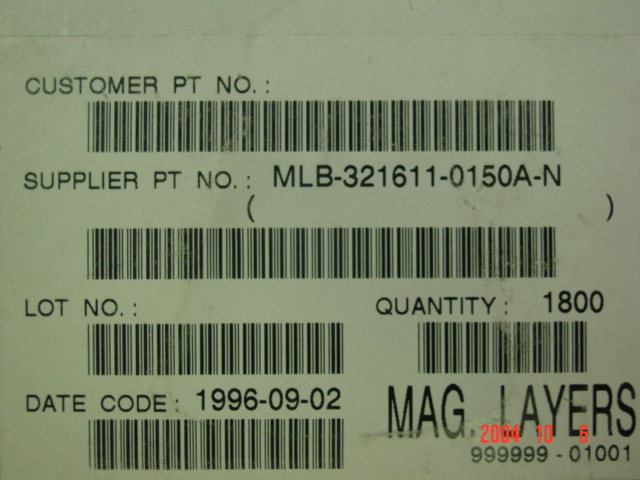 CUSTOMER PT NO. :
SUPPLIER PT NO. : MLB-321611-0150A-N
( )
LOT NO. :
QUANTITY : 1800
DATE CODE : 1996-09-02
MAG. LAYERS
2004 10 6
999999 - 01001